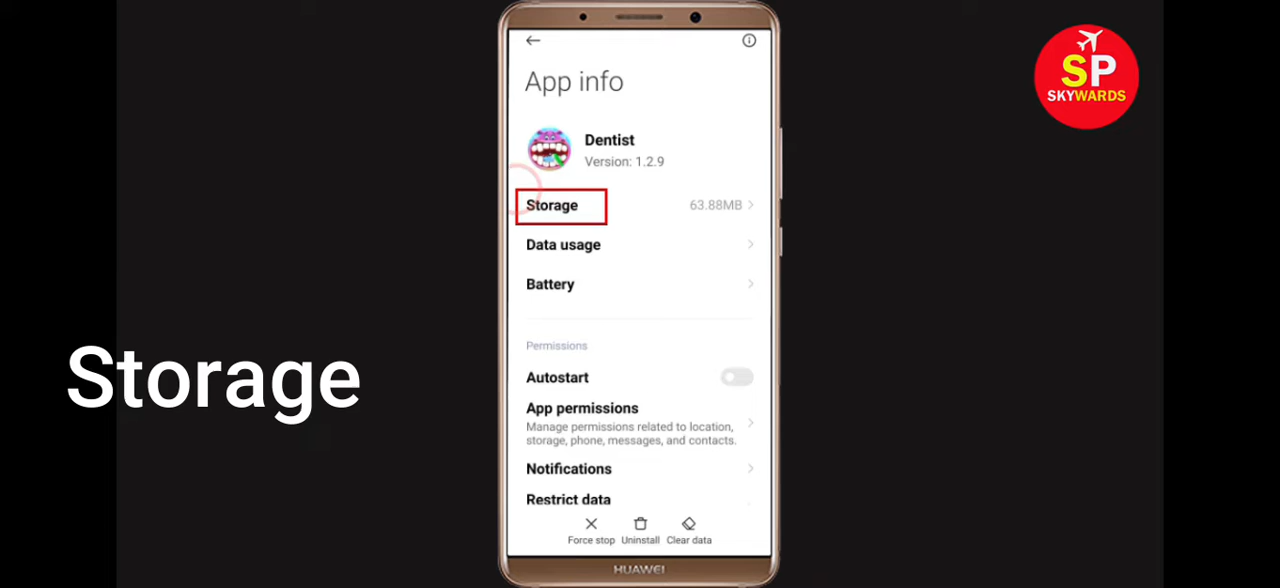 SP
SKYWARDS
App info
Dentist
Version: 1.2.9
Storage 63.88MB
Data usage
Battery
Permissions
Autostart
App permissions
Manage permissions related to location,
storage, phone, messages, and contacts.
Notifications
Restrict data
Force stop Uninstall Clear data
HUAWEI
Storage